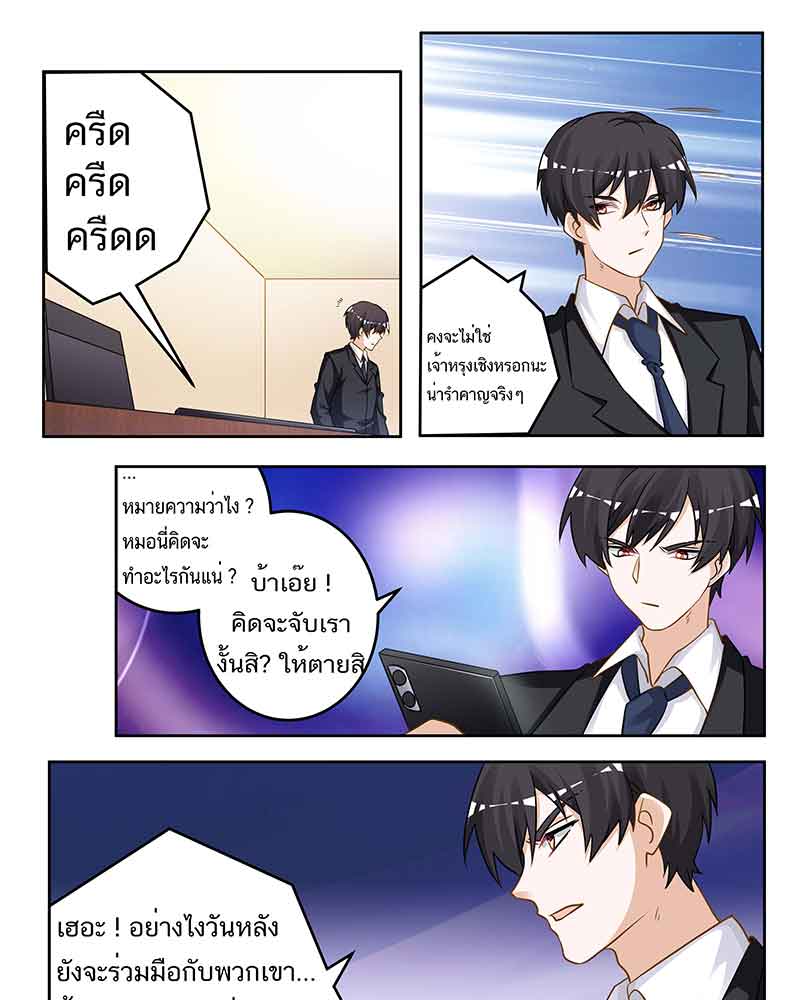 ครืด
ครืด
ครืดด
คงจะไม่ใช่
เจ้าหรุงเชิงหรอกนะ
น่ารำคาญจริงๆ
...
หมายความว่าไง ?
หมอนี่คิดจะ
ทำอะไรกันแน่ ?
บ้าเอ๊ย !
คิดจะจับเรา
งั้นสิ? ให้ตายสิ
เฮอะ ! อย่างไงวันหลัง
ยังจะร่วมมือกับพวกเขา...